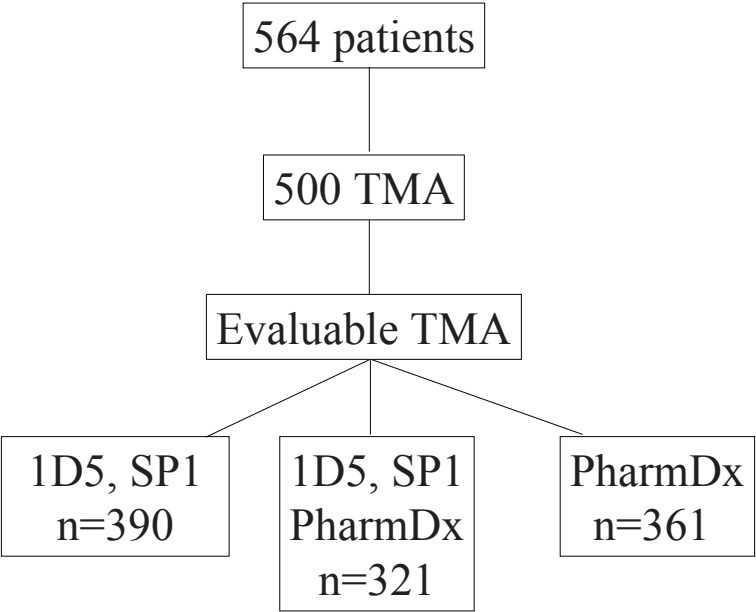 564 patients
500 TMA
Evaluable TMA
1D5, SP1
n=390
1D5, SP1
PharmDx
n=321
PharmDx
n=361